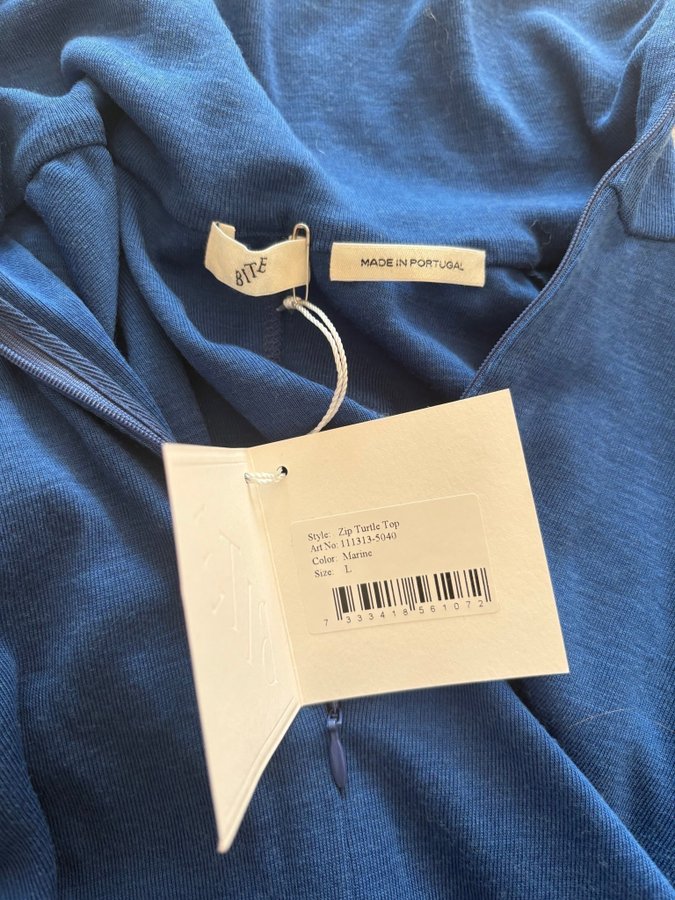 BITE
MADE IN PORTUGAL
Style: Zip Turtle Top
Art No: 111313-5040
Color: Marine
Size: L
7 333418 561072